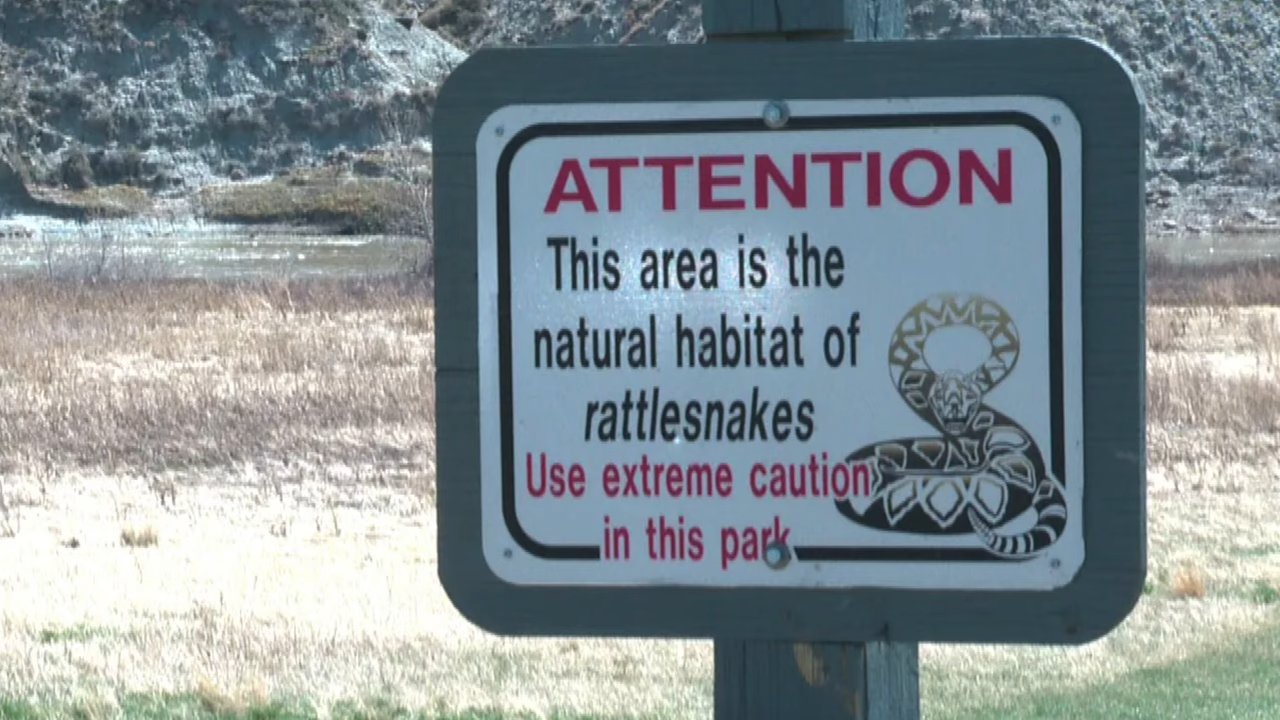 ATTENTION
This area is the
natural habitat of
rattlesnakes
Use extreme caution
in this park